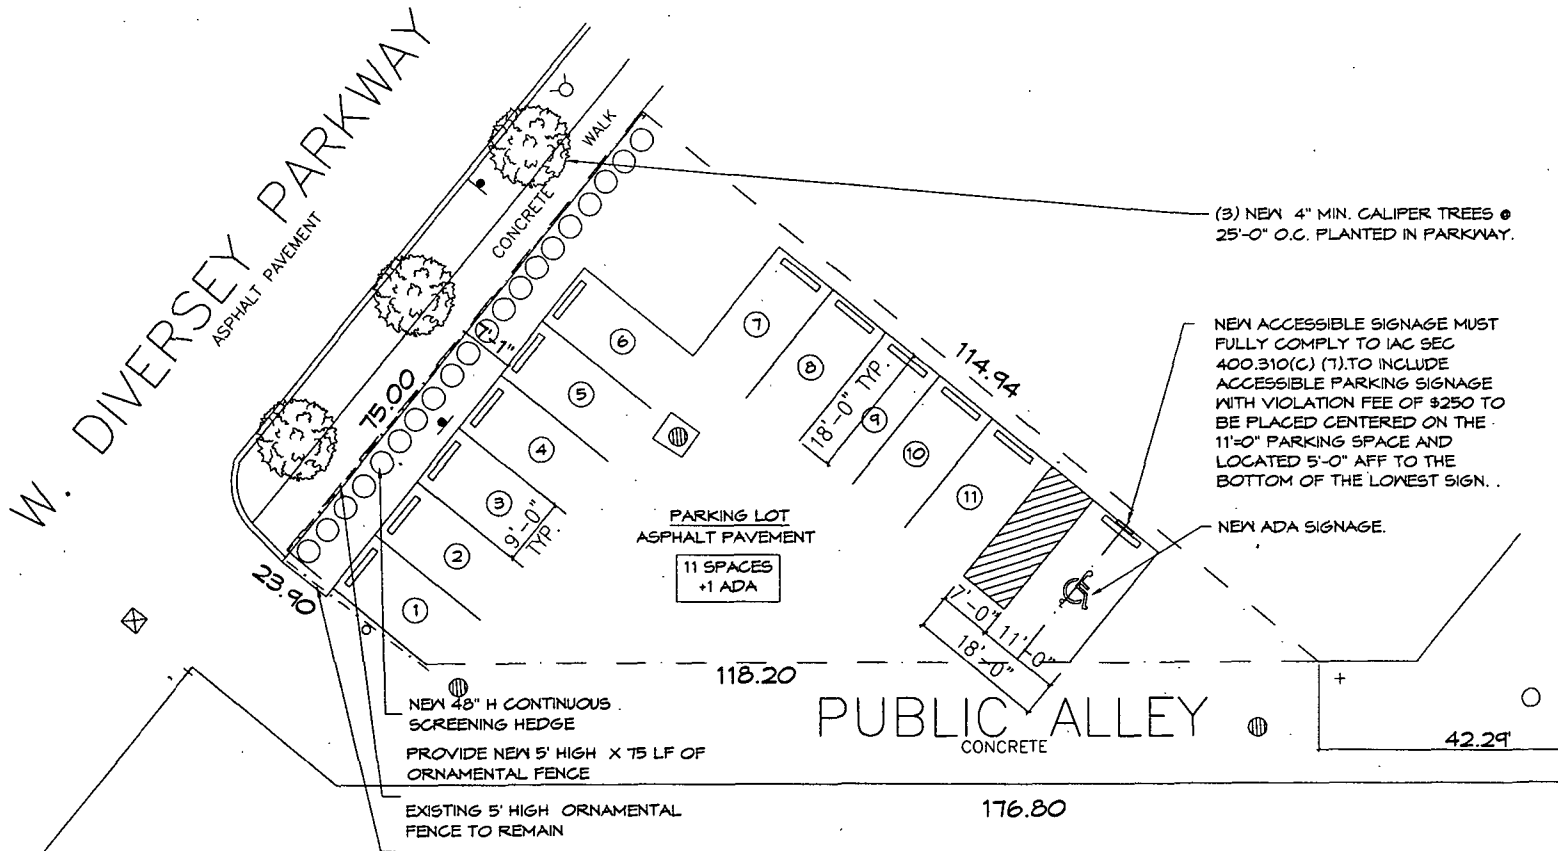 W. DIVERSEY PARKWAY
ASPHALT PAVEMENT
CONCRETE WALK
(3) NEW 4" MIN. CALIPER TREES @
25'-0" O.C. PLANTED IN PARKWAY.
NEW ACCESSIBLE SIGNAGE MUST
FULLY COMPLY TO IAC SEC
400.310(C) (7).TO INCLUDE
ACCESSIBLE PARKING SIGNAGE
WITH VIOLATION FEE OF $250 TO
BE PLACED CENTERED ON THE
11'=0" PARKING SPACE AND
LOCATED 5'-0" AFF TO THE
BOTTOM OF THE LOWEST SIGN.
NEW ADA SIGNAGE.
75.00
114.94
23.90
1
2
3
4
5
6
7
8
9
10
11
9'-0"
TYP.
18'-0" TYP.
PARKING LOT
ASPHALT PAVEMENT
11 SPACES
+1 ADA
7'-0"
11'-0"
18'-0"
118.20
PUBLIC ALLEY
CONCRETE
42.29'
176.80
NEW 48" H CONTINUOUS
SCREENING HEDGE
PROVIDE NEW 5' HIGH X 75 LF OF
ORNAMENTAL FENCE
EXISTING 5' HIGH ORNAMENTAL
FENCE TO REMAIN